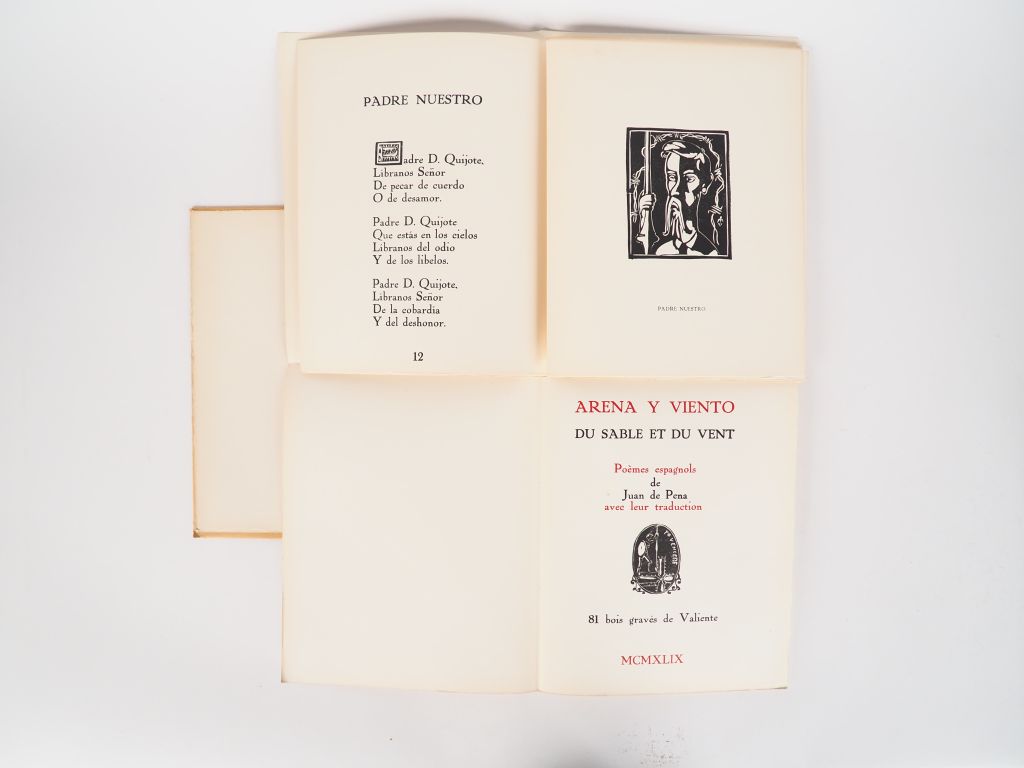 PADRE NUESTRO
adre D. Quijote,
Libranos Señor
De pecar de cuerdo
O de desamor.
Padre D. Quijote
Que estás en los cielos
Libranos del odio
Y de los libelos.
Padre D. Quijote,
Libranos Señor
De la cobardia
Y del deshonor.
12
PADRE NUESTRO
ARENA Y VIENTO
DU SABLE ET DU VENT
Poèmes espagnols
de
Juan de Pena
avec leur traduction
81 bois gravés de Valiente
MCMXLIX